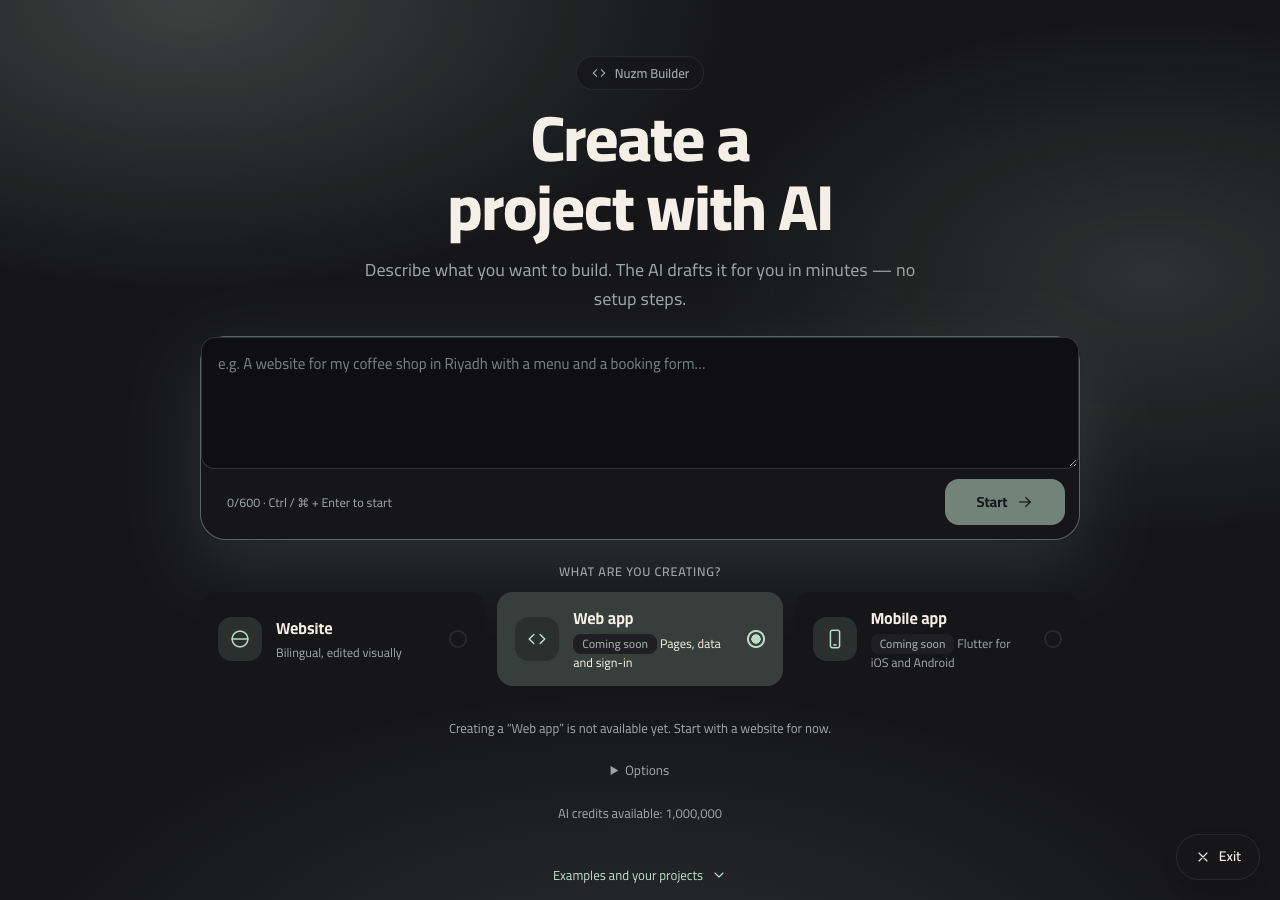 Nuzm Builder
Create a
project with AI
Describe what you want to build. The AI drafts it for you in minutes — no
setup steps.
e.g. A website for my coffee shop in Riyadh with a menu and a booking form…
0/600 · Ctrl / ⌘ + Enter to start
Start
WHAT ARE YOU CREATING?
Website
Bilingual, edited visually
Web app
Coming soon Pages, data
and sign-in
Mobile app
Coming soon Flutter for
iOS and Android
Creating a “Web app” is not available yet. Start with a website for now.
Options
AI credits available: 1,000,000
Examples and your projects
Exit